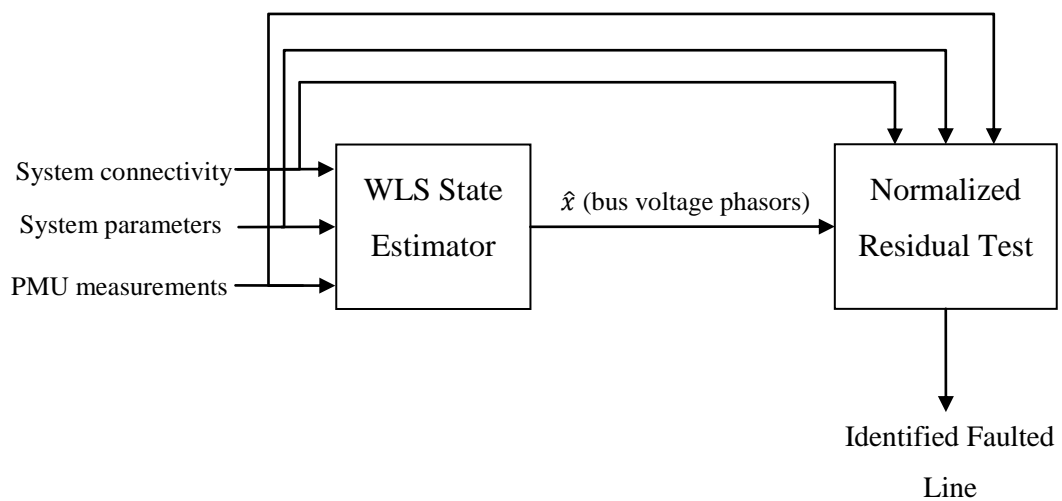 System connectivity
System parameters
PMU measurements
WLS State
Estimator
x̂ (bus voltage phasors)
Normalized
Residual Test
Identified Faulted
Line